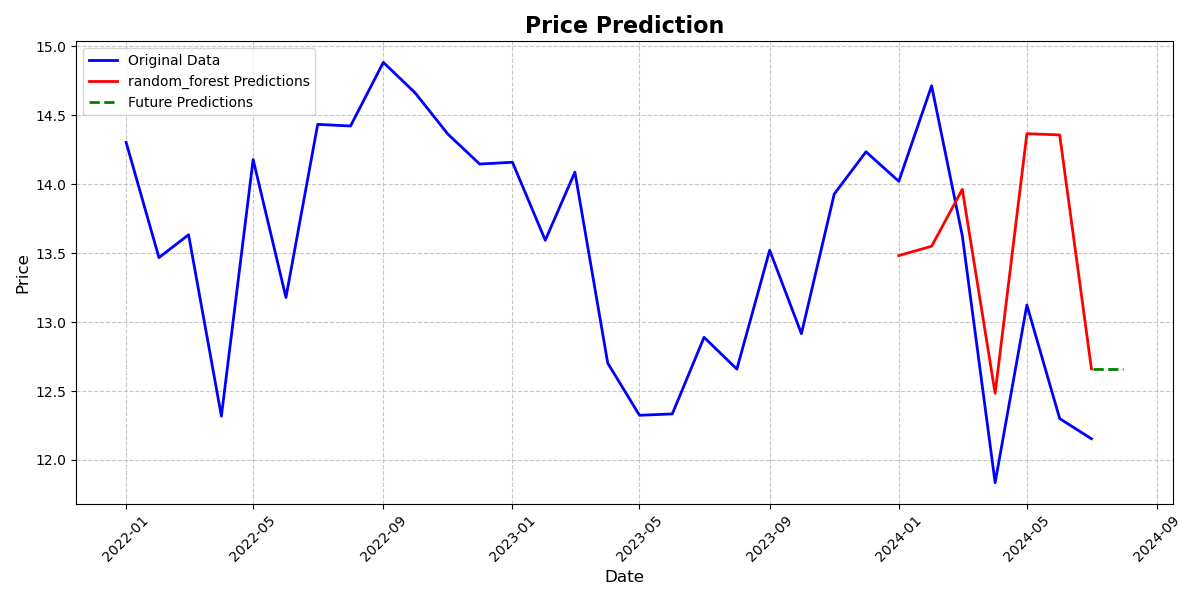 Price Prediction
Original Data
random_forest Predictions
Future Predictions
Price
15.0
14.5
14.0
13.5
13.0
12.5
12.0
2022-01
2022-05
2022-09
2023-01
2023-05
2023-09
2024-01
2024-05
2024-09
Date